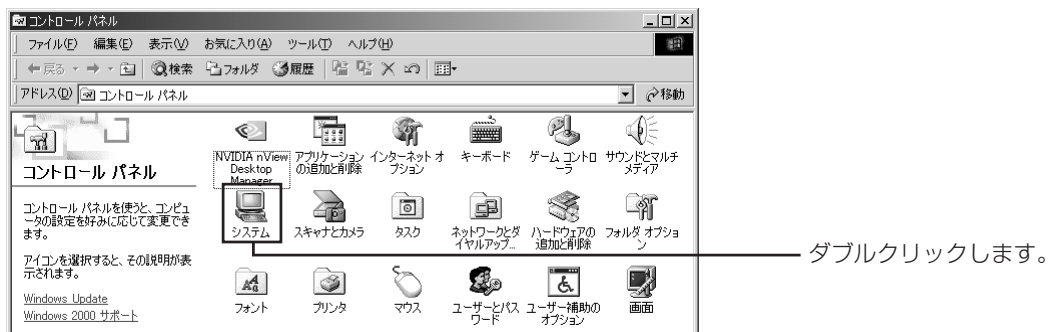 コントロール パネル
ファイル(F) 編集(E) 表示(V) お気に入り(A) ツール(T) ヘルプ(H)
戻る 検索 フォルダ 履歴
アドレス(D) コントロール パネル 移動
コントロール パネル
コントロール パネルを使うと、コンピュ
ータの設定を好みに応じて変更でき
ます。
アイコンを選択すると、その説明が表
示されます。
Windows Update
Windows 2000 サポート
NVIDIA nView
Desktop
Manager
アプリケーション
の追加と削除
インターネット オ
プション
キーボード
ゲーム コントロ
ーラ
サウンドとマルチ
メディア
システム
スキャナとカメラ
タスク
ネットワークとダ
イヤルアップ...
ハードウェアの
追加と削除
フォルダ オプショ
ン
フォント
プリンタ
マウス
ユーザーとパス
ワード
ユーザー補助の
オプション
画面
ダブルクリックします。